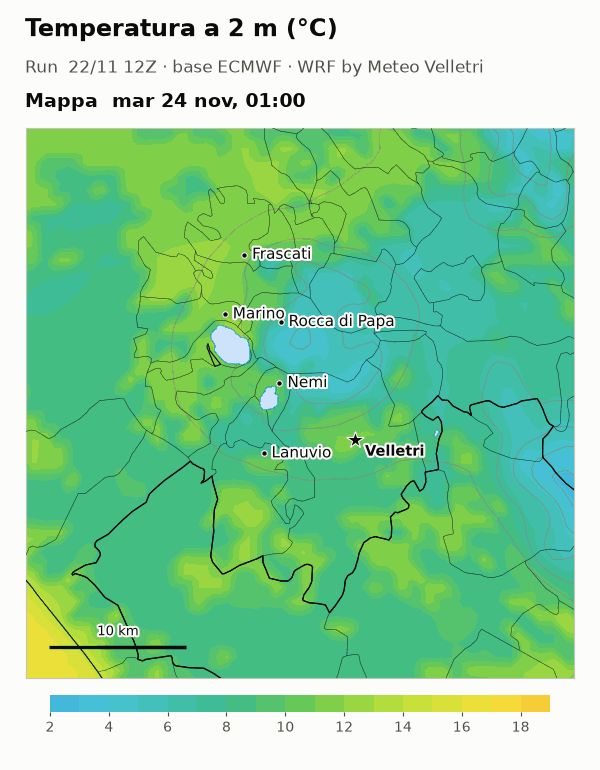 Temperatura a 2 m (°C)
Run  22/11 12Z · base ECMWF · WRF by Meteo Velletri
Mappa  mar 24 nov, 01:00
Frascati
Marino
Rocca di Papa
Nemi
Velletri
Lanuvio
10 km
2 4 6 8 10 12 14 16 18